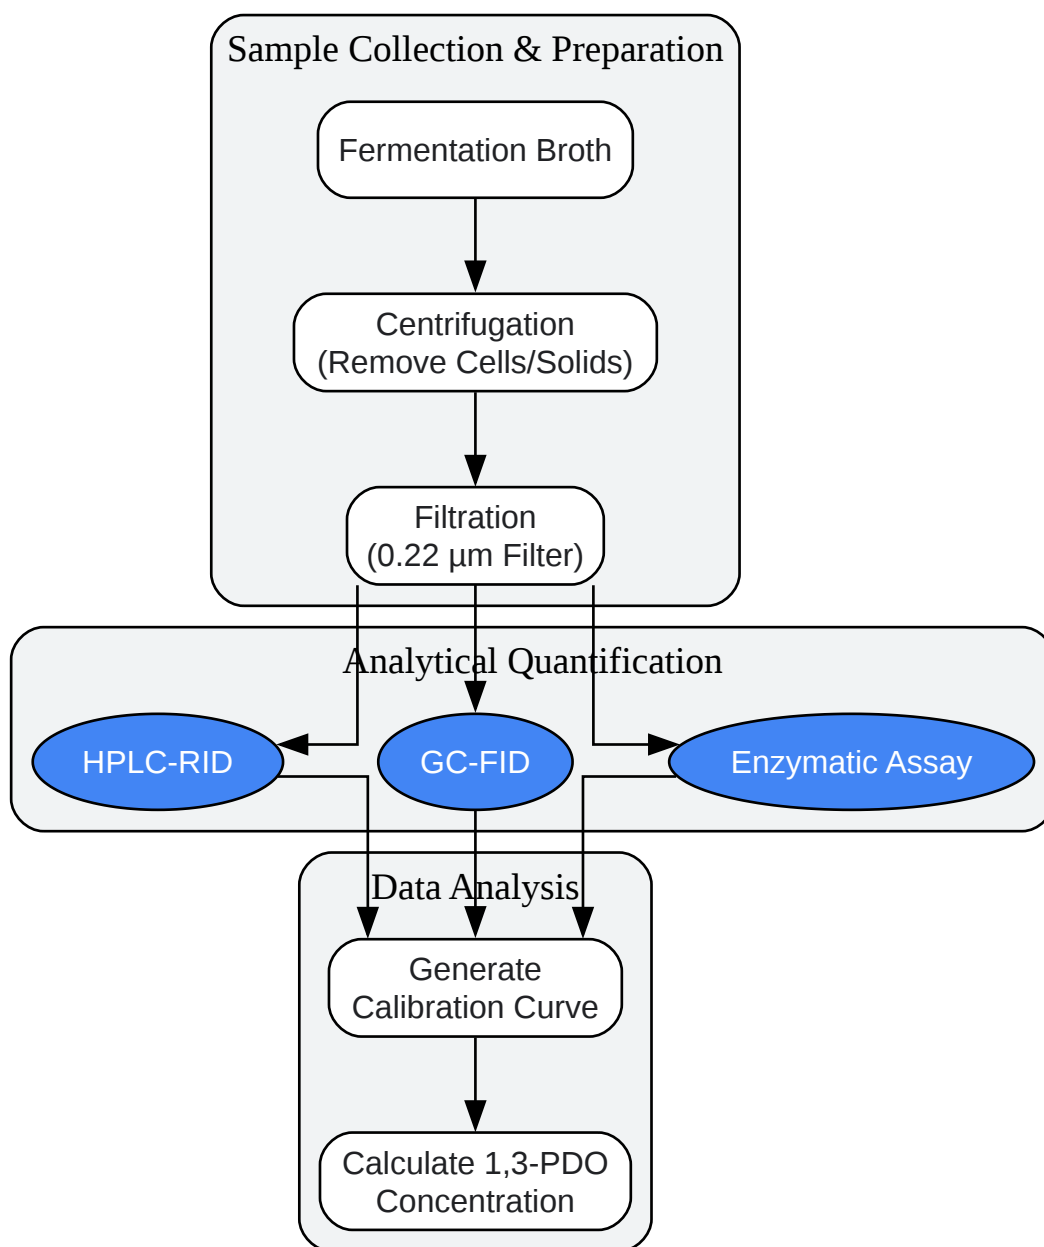 Sample Collection & Preparation
Fermentation Broth
Centrifugation
(Remove Cells/Solids)
Filtration
(0.22 µm Filter)
Analytical Quantification
HPLC-RID
GC-FID
Enzymatic Assay
Data Analysis
Generate
Calibration Curve
Calculate 1,3-PDO
Concentration